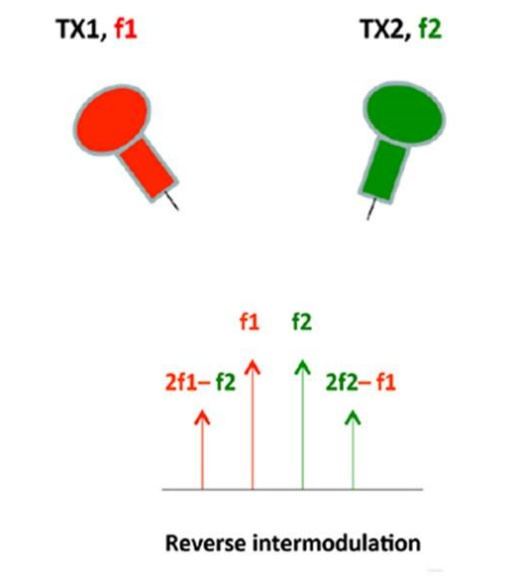 TX1, f1
TX2, f2
f1 f2
2f1– f2
2f2– f1
Reverse intermodulation